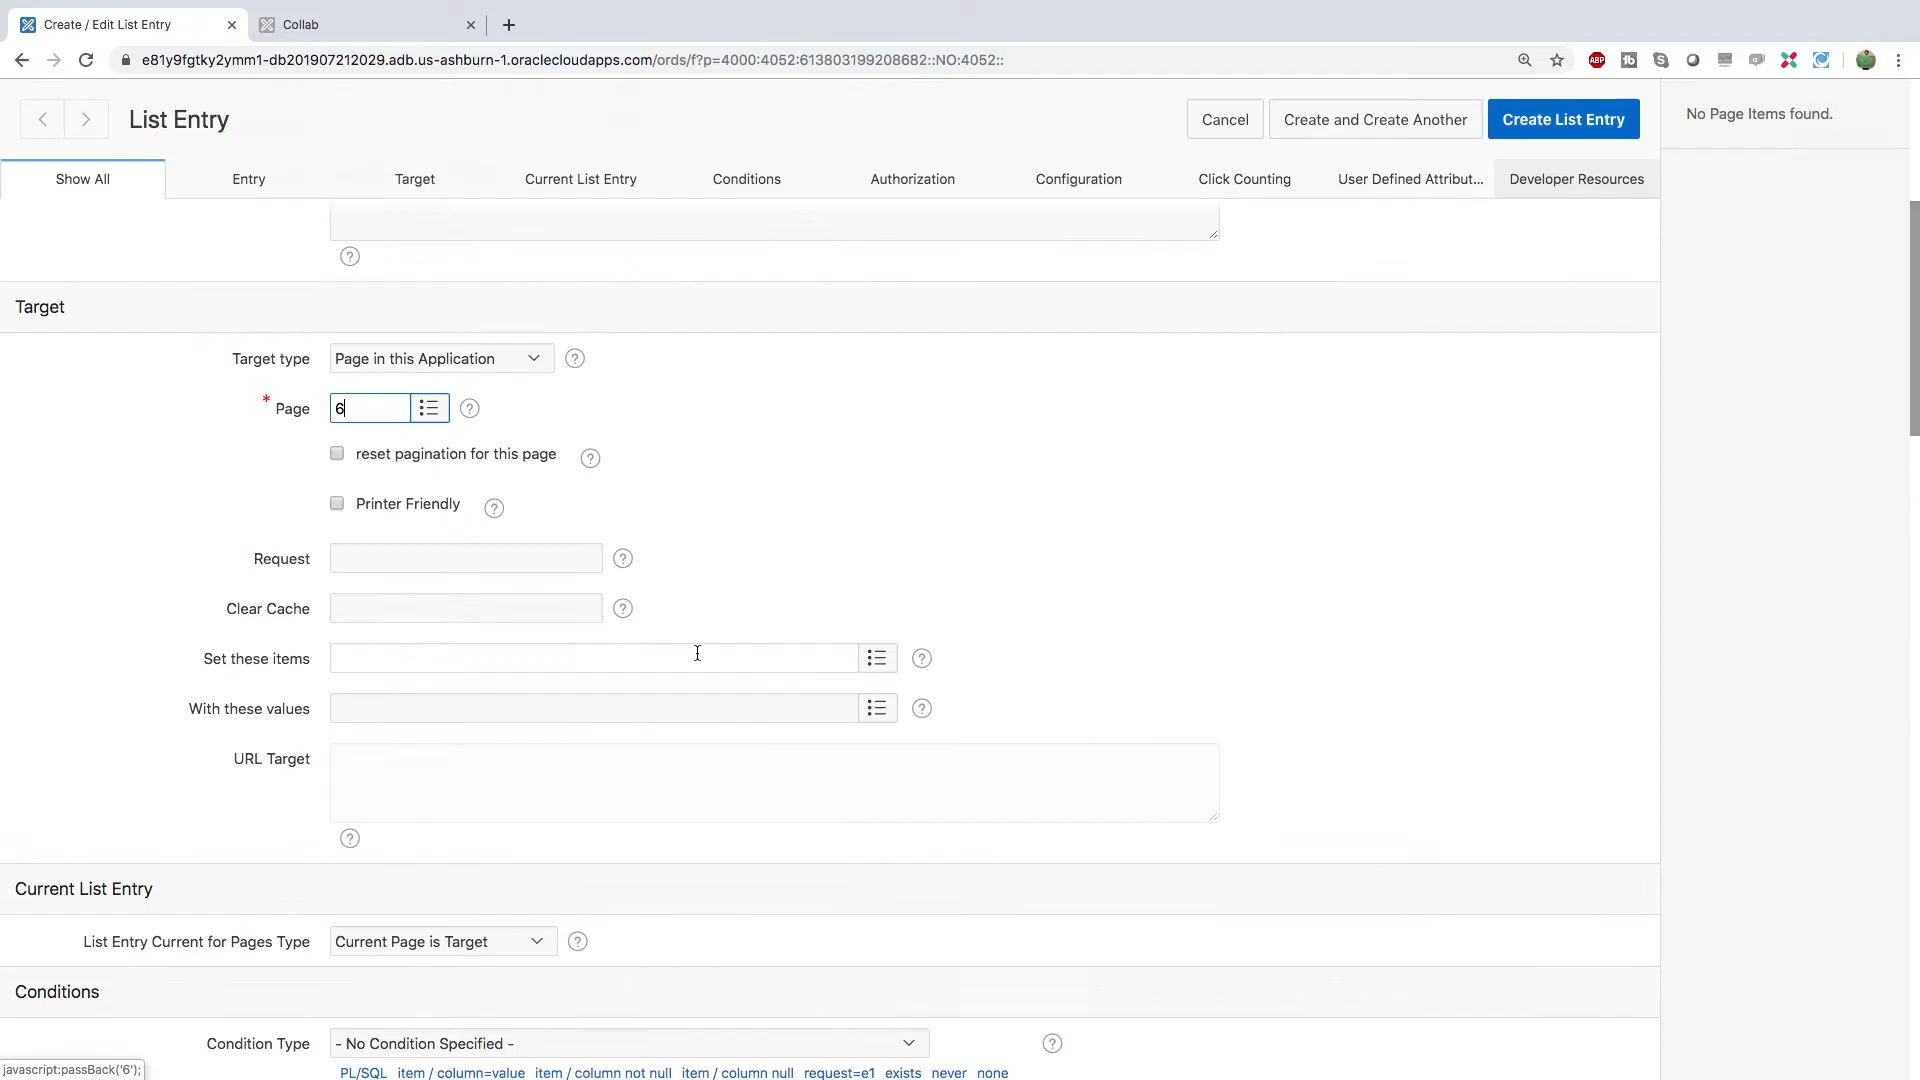 Create / Edit List Entry
Collab
e81y9fgtky2ymm1-db201907212029.adb.us-ashburn-1.oraclecloudapps.com/ords/f?p=4000:4052:613803199208682::NO:4052::
ABP
List Entry
Cancel
Create and Create Another
Create List Entry
No Page Items found.
Show All
Entry
Target
Current List Entry
Conditions
Authorization
Configuration
Click Counting
User Defined Attribut...
Developer Resources
?
Target
Target type
Page in this Application
?
* Page
6
?
reset pagination for this page
?
Printer Friendly
?
Request
?
Clear Cache
?
Set these items
?
With these values
?
URL Target
?
Current List Entry
List Entry Current for Pages Type
Current Page is Target
?
Conditions
Condition Type
- No Condition Specified -
?
PL/SQL item / column=value item / column not null item / column null request=e1 exists never none
javascript:passBack('6');